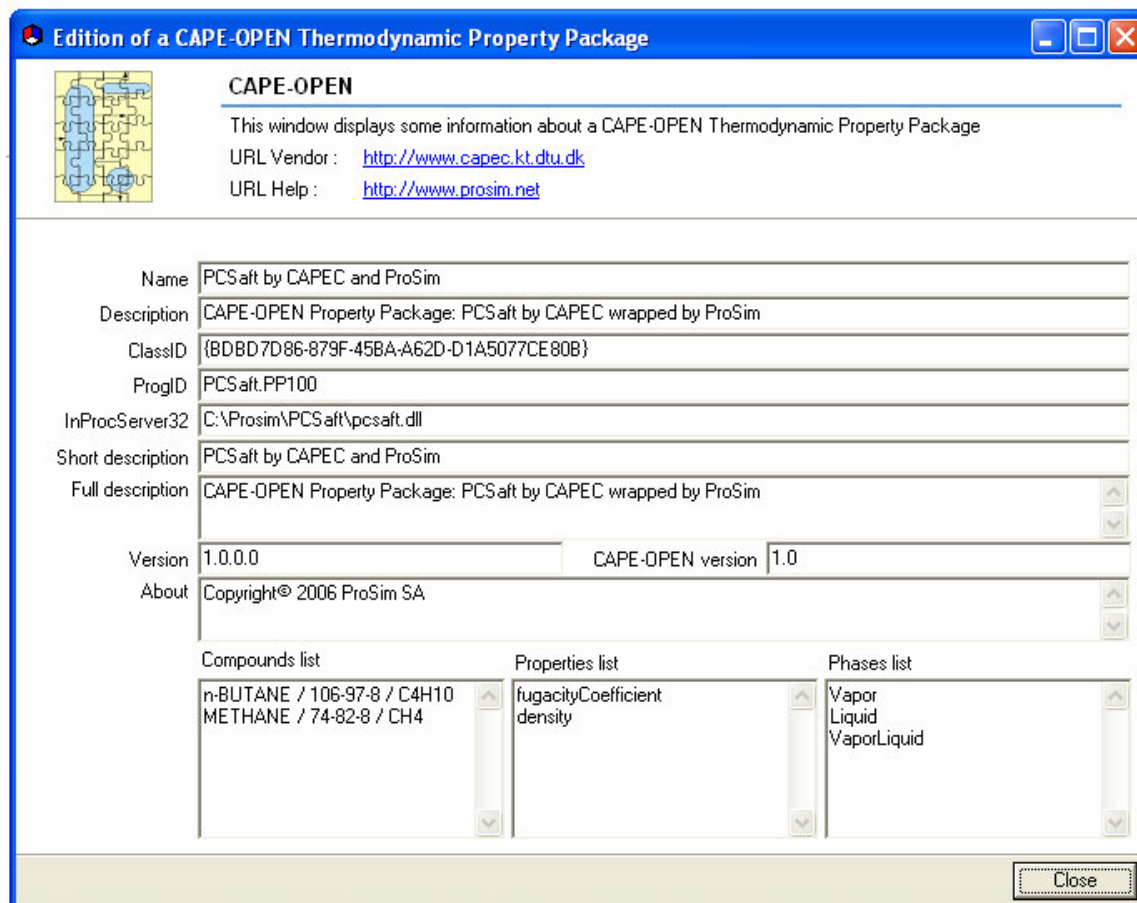 Edition of a CAPE-OPEN Thermodynamic Property Package
CAPE-OPEN
This window displays some information about a CAPE-OPEN Thermodynamic Property Package
URL Vendor : http://www.capec.kt.dtu.dk
URL Help : http://www.prosim.net
Name PCSaft by CAPEC and ProSim
Description CAPE-OPEN Property Package: PCSaft by CAPEC wrapped by ProSim
ClassID {BDBD7D86-879F-45BA-A62D-D1A5077CE80B}
ProgID PCSaft.PP100
InProcServer32 C:\Prosim\PCSaft\pcsaft.dll
Short description PCSaft by CAPEC and ProSim
Full description CAPE-OPEN Property Package: PCSaft by CAPEC wrapped by ProSim
Version 1.0.0.0 CAPE-OPEN version 1.0
About Copyright© 2006 ProSim SA
Compounds list
n-BUTANE / 106-97-8 / C4H10
METHANE / 74-82-8 / CH4
Properties list
fugacityCoefficient
density
Phases list
Vapor
Liquid
VaporLiquid
Close